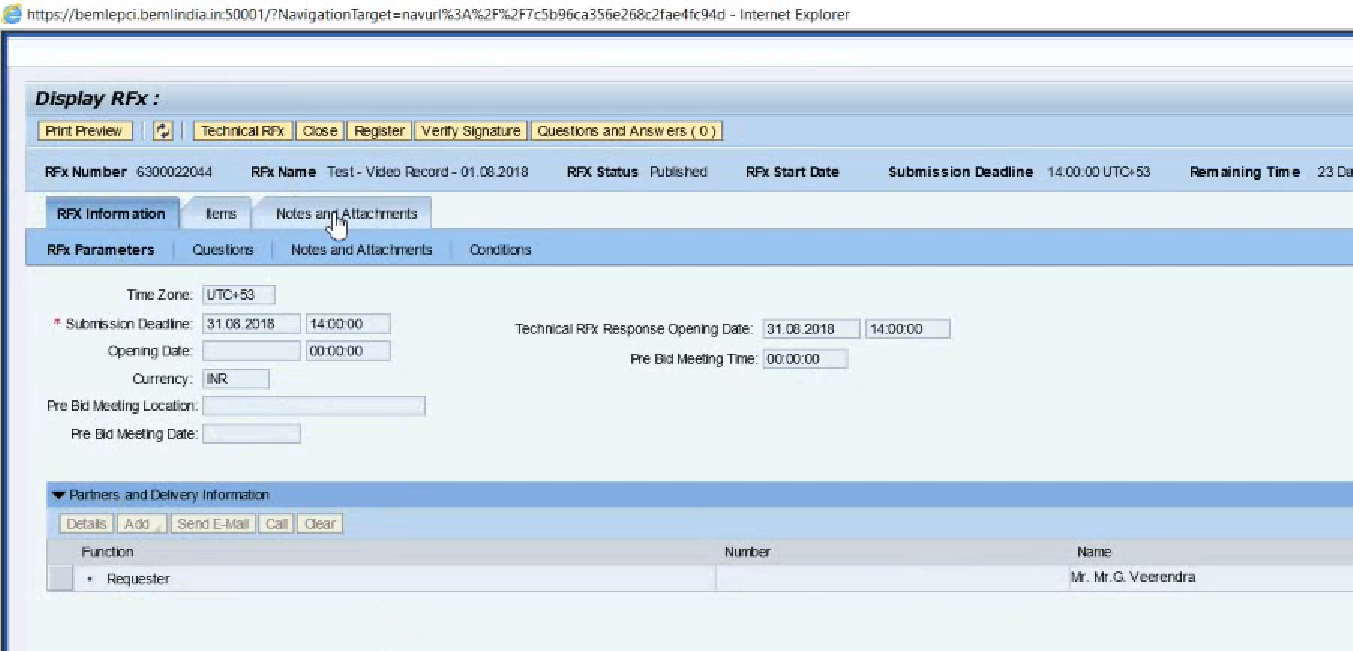 https://bemlepci.bemlindia.in:50001/?NavigationTarget=navurl%3A%2F%2F7c5b96ca356e268c2fae4fc94d - Internet Explorer
Display RFx :
Print Preview Technical RFx Close Register Verify Signature Questions and Answers ( 0 )
RFx Number 6300022044 RFx Name Test - Video Record - 01.08.2018 RFX Status Published RFx Start Date Submission Deadline 14:00:00 UTC+53 Remaining Time 23 Da
RFX Information Items Notes and Attachments
RFx Parameters Questions Notes and Attachments Conditions
Time Zone: UTC+53
* Submission Deadline: 31.08.2018 14:00:00 Technical RFx Response Opening Date: 31.08.2018 14:00:00
Opening Date: 00:00:00 Pre Bid Meeting Time: 00:00:00
Currency: INR
Pre Bid Meeting Location:
Pre Bid Meeting Date:
Partners and Delivery Information
Details Add Send E-Mail Call Clear
Function Number Name
• Requester Mr. Mr.G. Veerendra